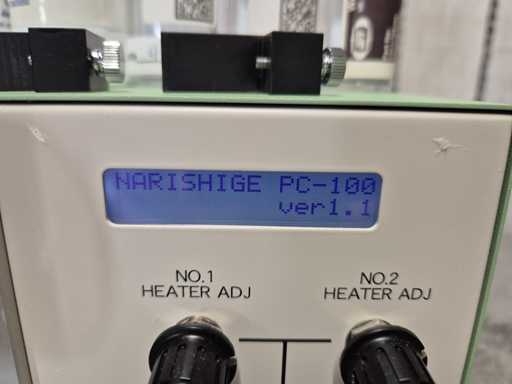 NARISHIGE PC-100
ver1.1
NO.1
HEATER ADJ
NO.2
HEATER ADJ